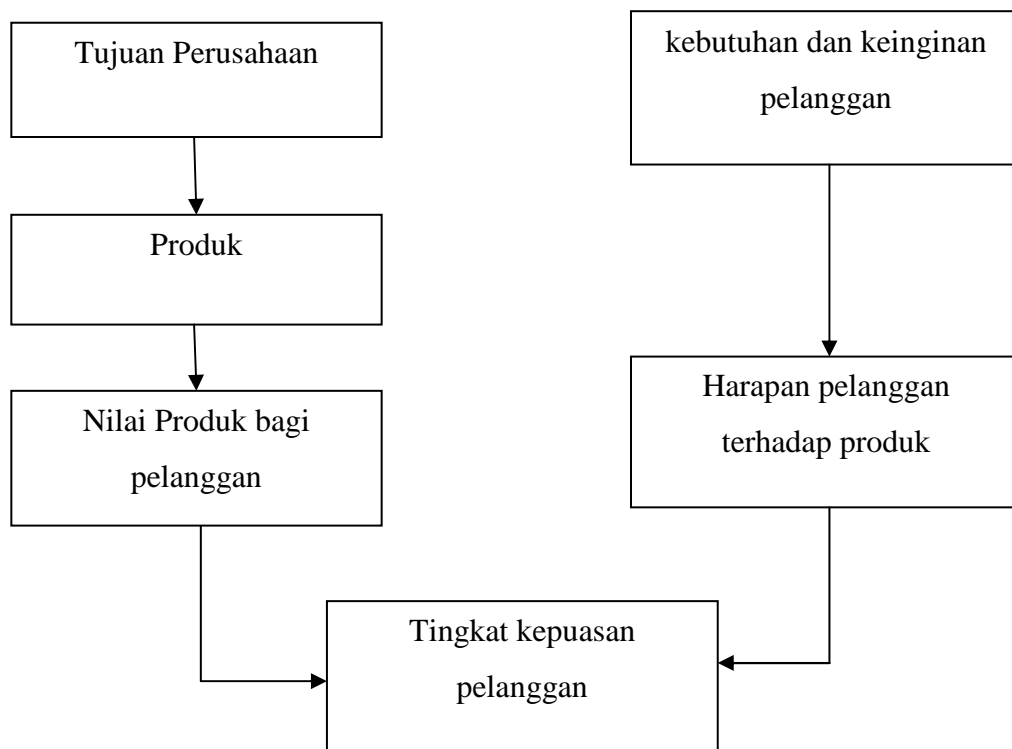 Tujuan Perusahaan
kebutuhan dan keinginan
pelanggan
Produk
Nilai Produk bagi
pelanggan
Harapan pelanggan
terhadap produk
Tingkat kepuasan
pelanggan